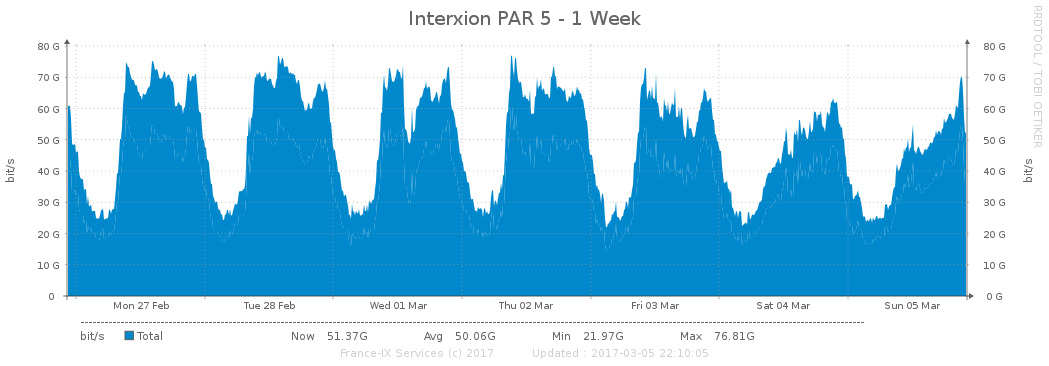 Interxion PAR 5 - 1 Week
RRDTOOL / TOBI OETIKER
80 G 80 G
70 G 70 G
60 G 60 G
50 G 50 G
40 G 40 G
30 G 30 G
20 G 20 G
10 G 10 G
0 0 G
bit/s
bit/s
Mon 27 Feb Tue 28 Feb Wed 01 Mar Thu 02 Mar Fri 03 Mar Sat 04 Mar Sun 05 Mar
bit/s Total Now 51.37G Avg 50.06G Min 21.97G Max 76.81G
France-IX Services (c) 2017 Updated : 2017-03-05 22:10:05